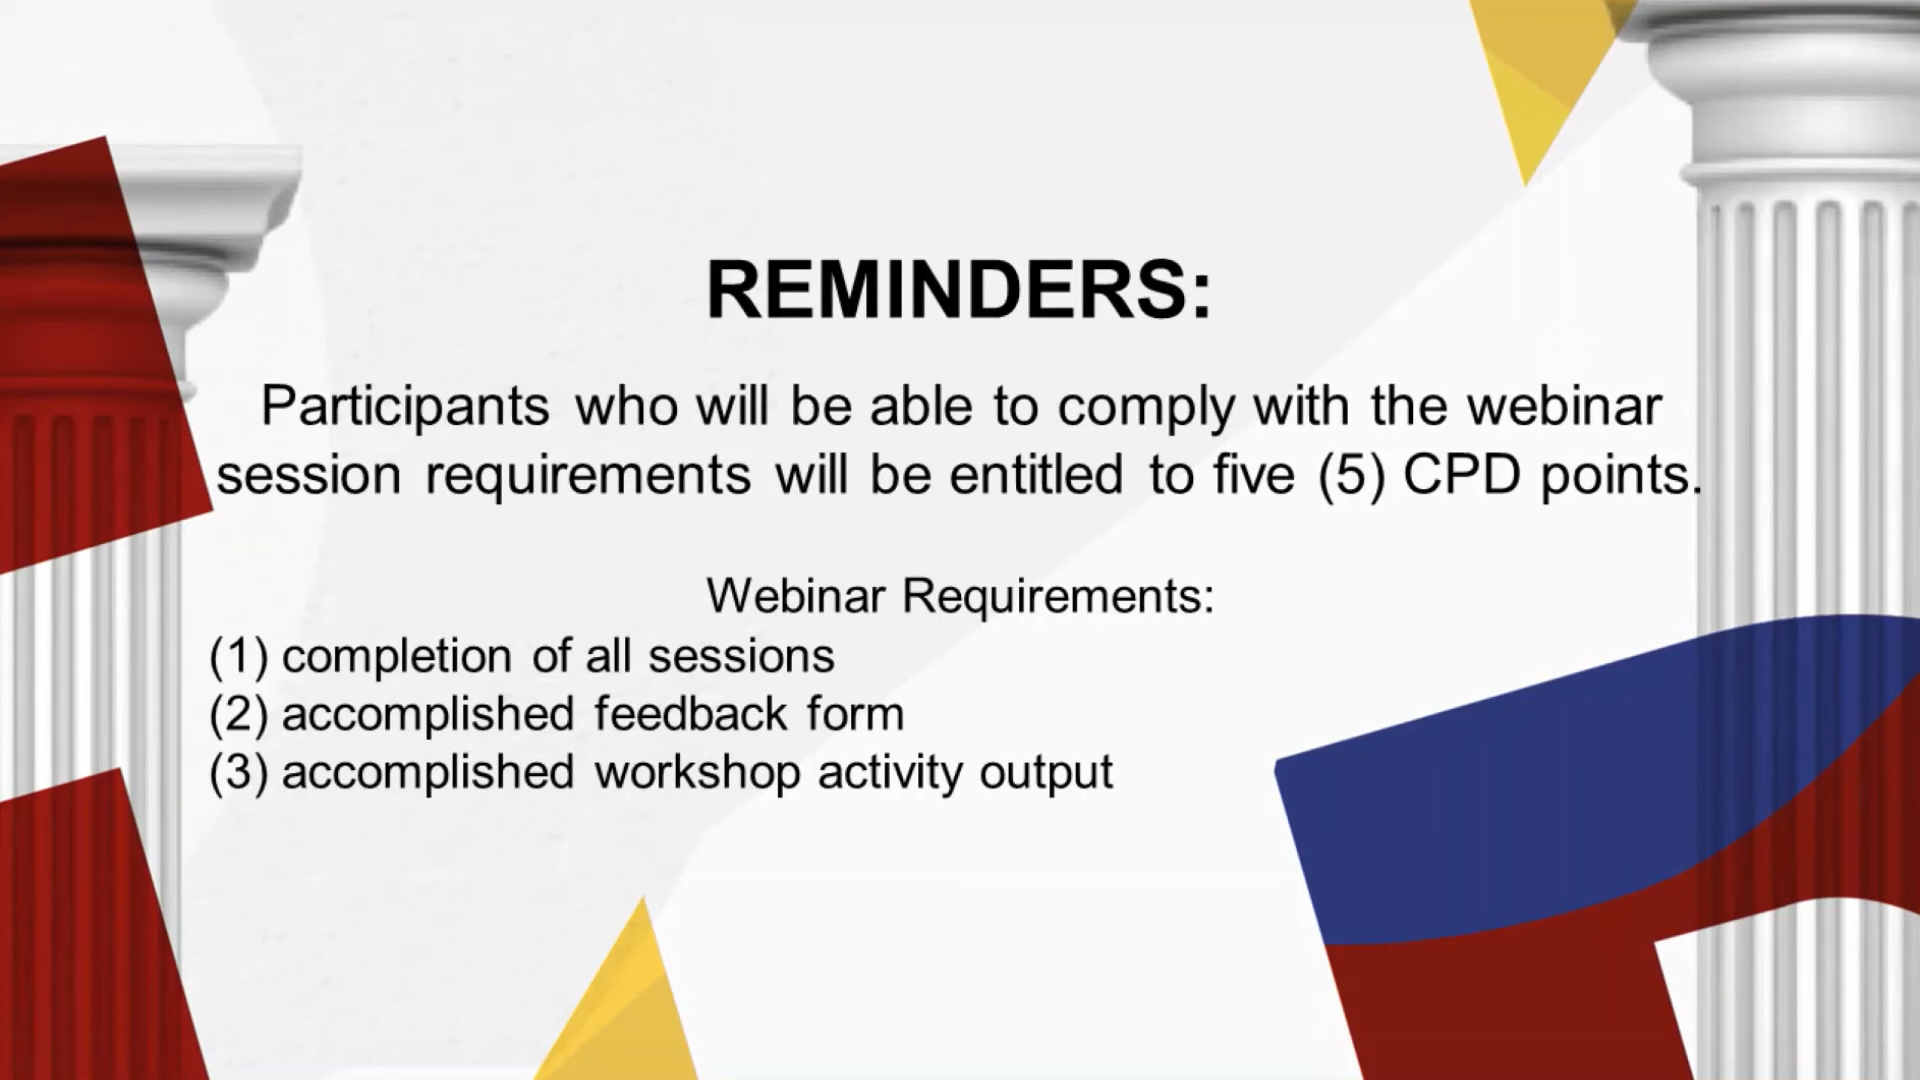 REMINDERS:
Participants who will be able to comply with the webinar
session requirements will be entitled to five (5) CPD points.
Webinar Requirements:
(1) completion of all sessions
(2) accomplished feedback form
(3) accomplished workshop activity output